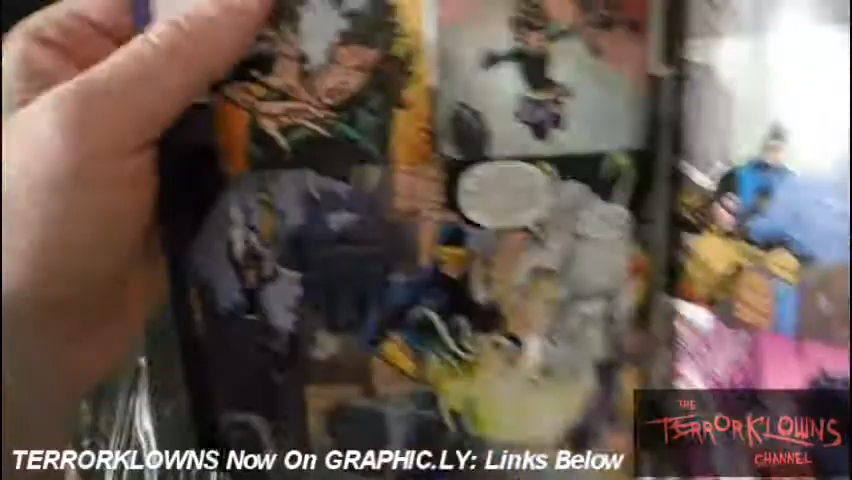 TERRORKLOWNS Now On GRAPHIC.LY: Links Below
THE
TERRORKLOWNS
CHANNEL